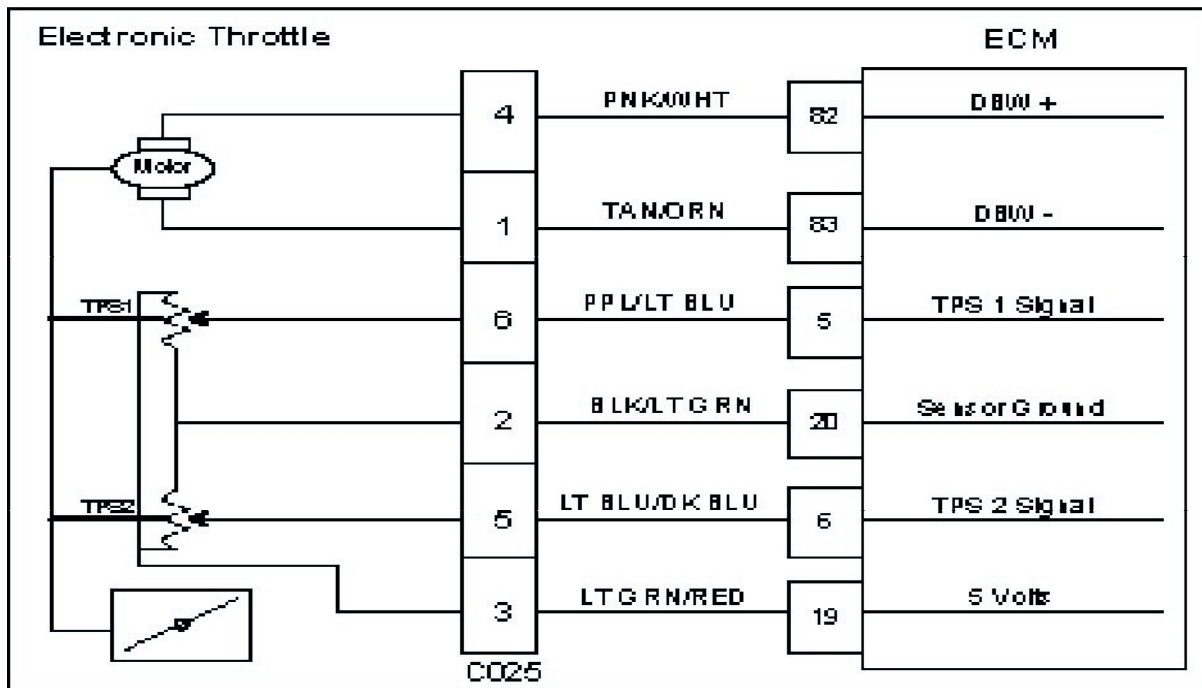 Electronic Throttle
ECM
4
PNK/WHT
82
DBW +
Motor
1
TAN/ORN
83
DBW -
TPS1
6
PPL/LT BLU
5
TPS 1 Signal
2
BLK/LT GRN
20
Sensor Ground
TPS2
5
LT BLU/DK BLU
6
TPS 2 Signal
3
LT GRN/RED
19
5 Volts
C025